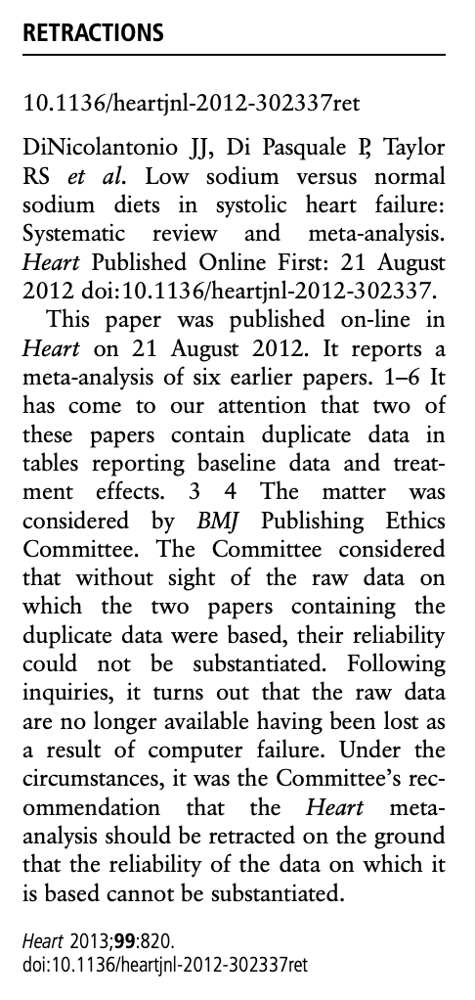 RETRACTIONS
10.1136/heartjnl-2012-302337ret
DiNicolantonio JJ, Di Pasquale P, Taylor
RS et al. Low sodium versus normal
sodium diets in systolic heart failure:
Systematic review and meta-analysis.
Heart Published Online First: 21 August
2012 doi:10.1136/heartjnl-2012-302337.
This paper was published on-line in
Heart on 21 August 2012. It reports a
meta-analysis of six earlier papers. 1–6 It
has come to our attention that two of
these papers contain duplicate data in
tables reporting baseline data and treat-
ment effects. 3 4 The matter was
considered by BMJ Publishing Ethics
Committee. The Committee considered
that without sight of the raw data on
which the two papers containing the
duplicate data were based, their reliability
could not be substantiated. Following
inquiries, it turns out that the raw data
are no longer available having been lost as
a result of computer failure. Under the
circumstances, it was the Committee's rec-
ommendation that the Heart meta-
analysis should be retracted on the ground
that the reliability of the data on which it
is based cannot be substantiated.
Heart 2013;99:820.
doi:10.1136/heartjnl-2012-302337ret